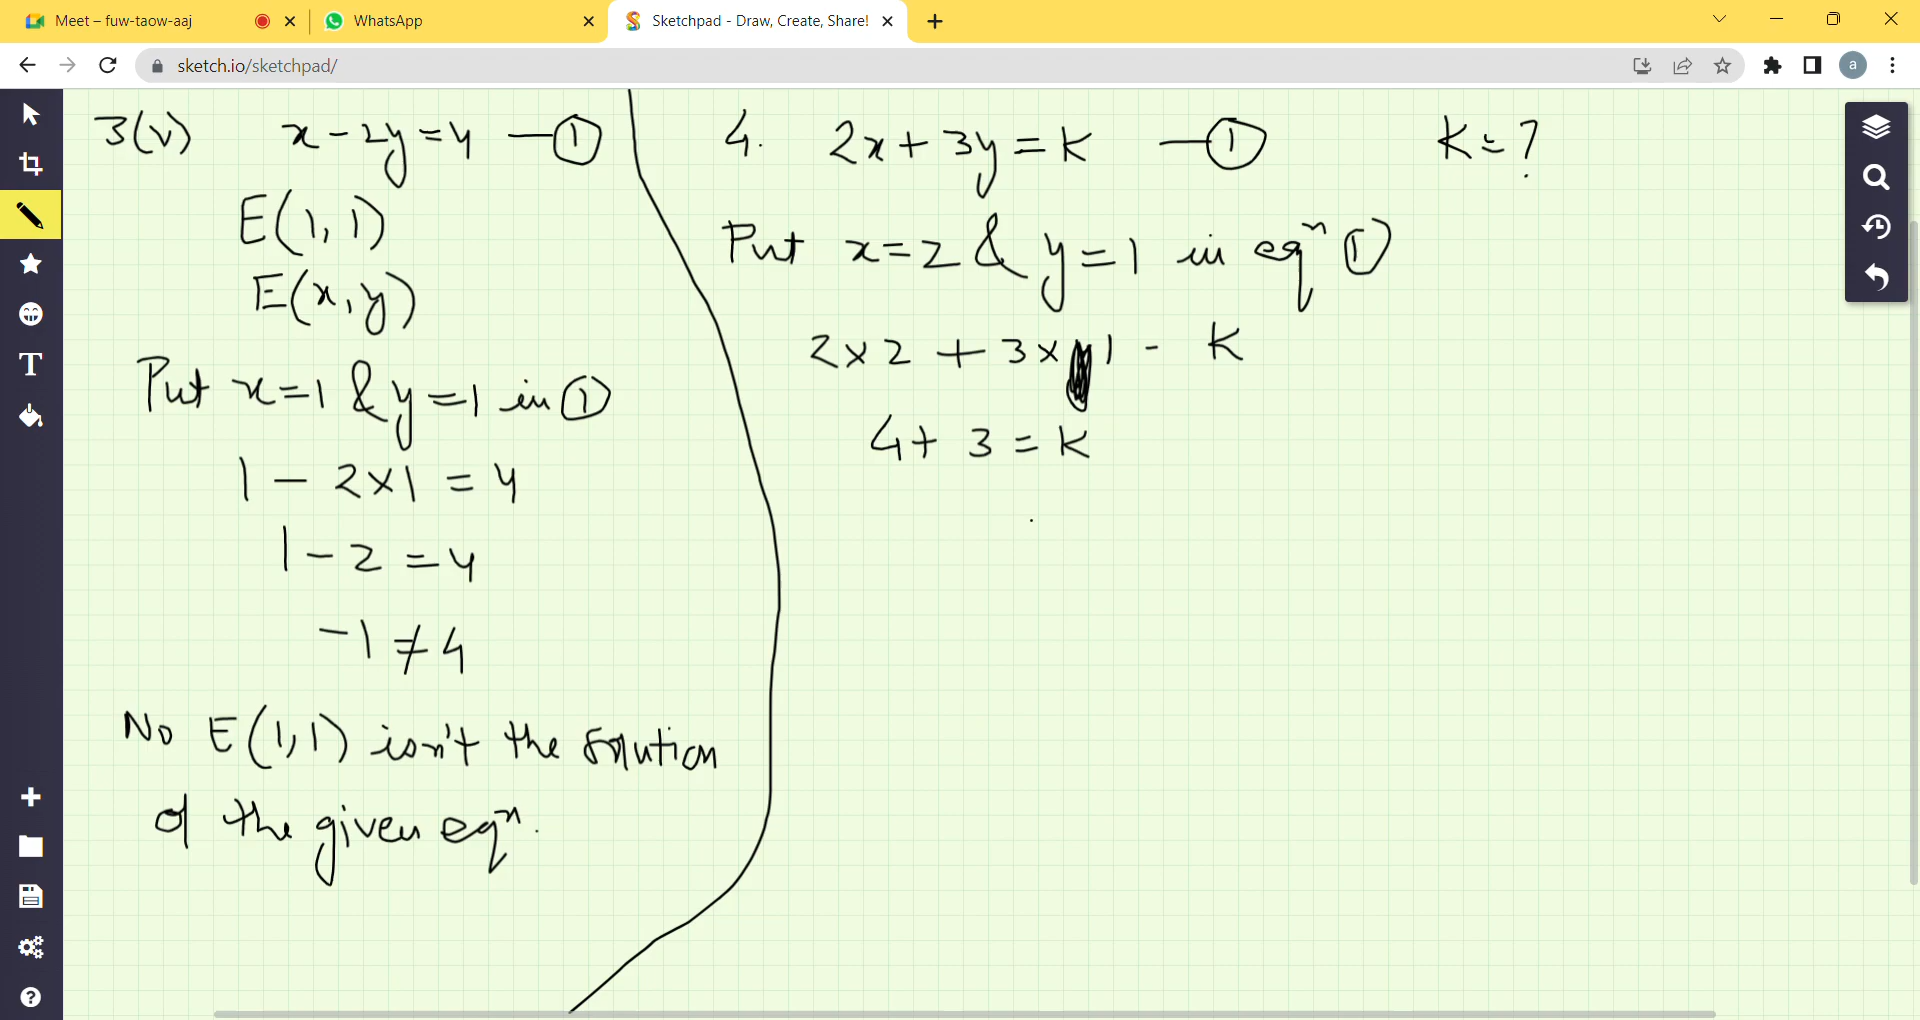 Meet – fuw-taow-aaj
WhatsApp
Sketchpad - Draw, Create, Share!
sketch.io/sketchpad/
a
3(v) x - 2y = 4 — ①
E(1, 1)
E(x, y)
Put x = 1 & y = 1 in ①
1 - 2 × 1 = 4
1 - 2 = 4
-1 ≠ 4
No E(1, 1) isn't the solution
of the given eqⁿ.
4. 2x + 3y = K — ① K = ?
Put x = 2 & y = 1 in eqⁿ ①
2 × 2 + 3 × 1 - K
4 + 3 = K
T